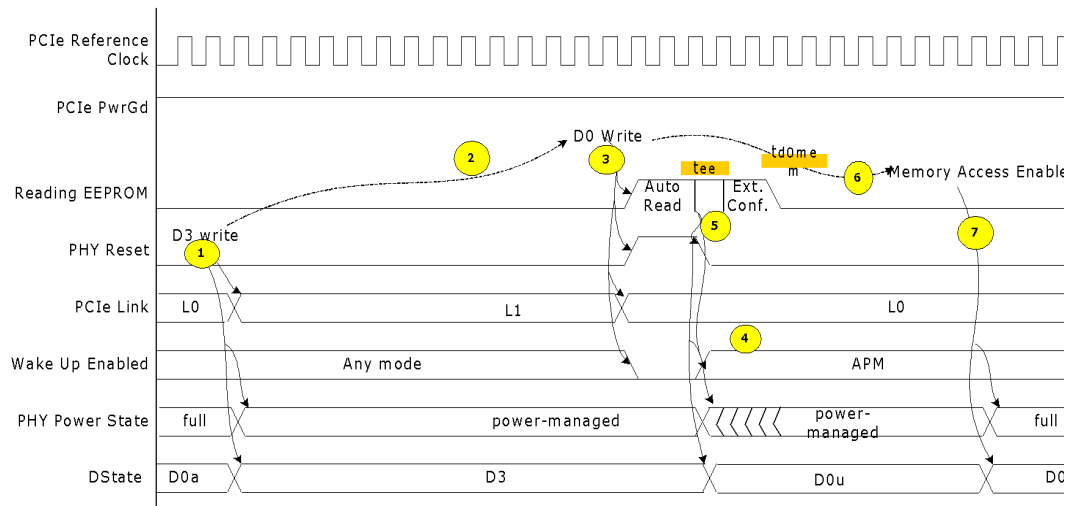 PCIe Reference
Clock
PCIe PwrGd
D0 Write
2
3
tee
td0me
m
6
Memory Access Enable
Reading EEPROM
Auto
Read
Ext.
Conf.
5
D3 write
1
7
PHY Reset
PCIe Link
L0
L1
L0
4
Wake Up Enabled
Any mode
APM
PHY Power State
full
power-managed
power-
managed
full
DState
D0a
D3
D0u
D0